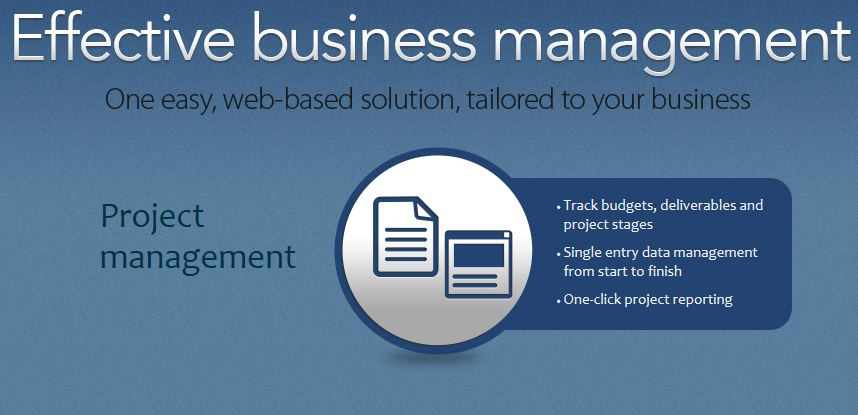 Effective business management
One easy, web-based solution, tailored to your business
Project
management
• Track budgets, deliverables and
project stages
• Single entry data management
from start to finish
• One-click project reporting